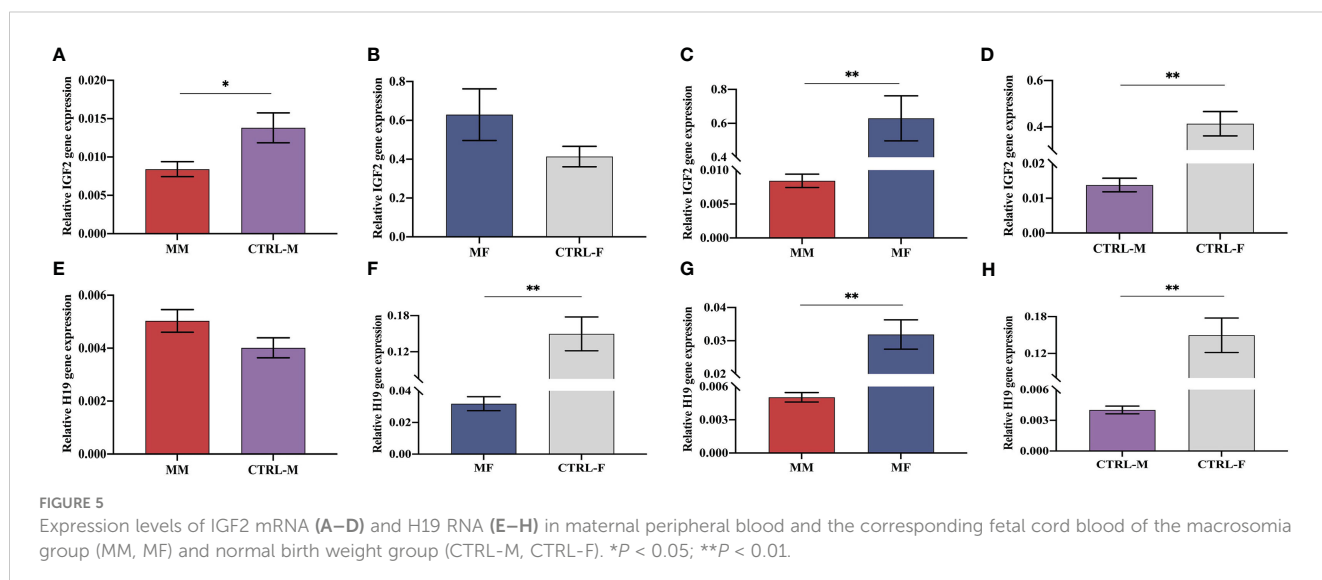 A
B
C
D
Relative IGF2 gene expression
0.020
0.015
0.010
0.005
0.000
*
MM
CTRL-M
Relative IGF2 gene expression
0.8
0.6
0.4
0.2
0.0
MF
CTRL-F
Relative IGF2 gene expression
0.8
0.6
0.4
0.010
0.005
0.000
**
MM
MF
Relative IGF2 gene expression
0.6
0.4
0.02
0.01
0.00
**
CTRL-M
CTRL-F
E
F
G
H
Relative H19 gene expression
0.006
0.004
0.002
0.000
MM
CTRL-M
Relative H19 gene expression
0.18
0.12
0.04
0.02
0.00
**
MF
CTRL-F
Relative H19 gene expression
0.04
0.03
0.02
0.006
0.003
0.000
**
MM
MF
Relative H19 gene expression
0.18
0.12
0.006
0.003
0.000
**
CTRL-M
CTRL-F
FIGURE 5
Expression levels of IGF2 mRNA (A–D) and H19 RNA (E–H) in maternal peripheral blood and the corresponding fetal cord blood of the macrosomia
group (MM, MF) and normal birth weight group (CTRL-M, CTRL-F). *P < 0.05; **P < 0.01.